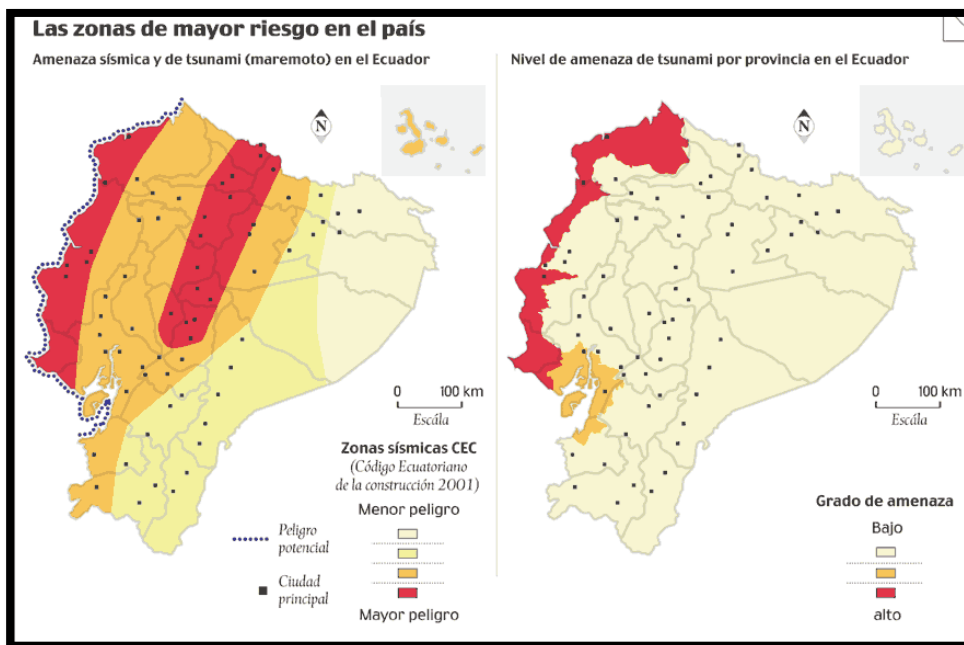 Las zonas de mayor riesgo en el país
Amenaza sísmica y de tsunami (maremoto) en el Ecuador
N
0 100 km
Escála
Zonas sísmicas CEC
(Código Ecuatoriano
de la construcción 2001)
Menor peligro
Mayor peligro
Peligro
potencial
Ciudad
principal
Nivel de amenaza de tsunami por provincia en el Ecuador
N
0 100 km
Escála
Grado de amenaza
Bajo
alto